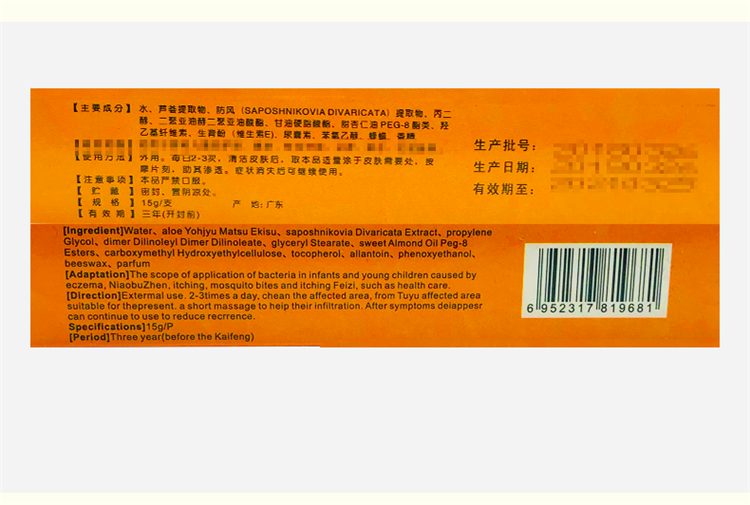 【主要成分】 水、芦荟提取物、防风（SAPOSHNIKOVIA DIVARICATA）提取物、丙二
醇、二聚亚油醇二聚亚油酸酯、甘油硬脂酸酯、甜杏仁油PEG-8酯类、羟
乙基纤维素、生育酚（维生素E)、尿囊素、苯氧乙醇、蜂蜡、香精
【使用方法】 外用。每日2-3次，清洁皮肤后，取本品适量涂于皮肤需要处，按
摩片刻，助其渗透。症状消失后可继续使用。
【注意事项】 本品严禁口服。
【贮 藏】 密封，置阴凉处。
【规 格】 15g/支 产 地：广东
【有 效 期】 三年(开封前)
生产批号：
生产日期：
有效期至：
[Ingredient]Water、aloe Yohjyu Matsu Ekisu、saposhnikovia Divaricata Extract、propylene
Glycol、dimer Dilinoleyl Dimer Dilinoleate、glyceryl Stearate、sweet Almond Oil Peg-8
Esters、carboxymethyl Hydroxyethylcellulose、tocopherol、allantoin、phenoxyethanol、
beeswax、parfum
[Adaptation]The scope of application of bacteria in infants and young children caused by
eczema, NiaobuZhen, itching, mosquito bites and itching Feizi, such as health care.
[Direction]Extermal use. 2-3times a day, chean the affected area, from Tuyu affected area
suitable for thepresent. a short massage to heip their infiltration. After symptoms deiappesr
can continue to use to reduce recrrence.
Specifications]15g/P
[Period]Three year(before the Kaifeng)
6 952317 819681